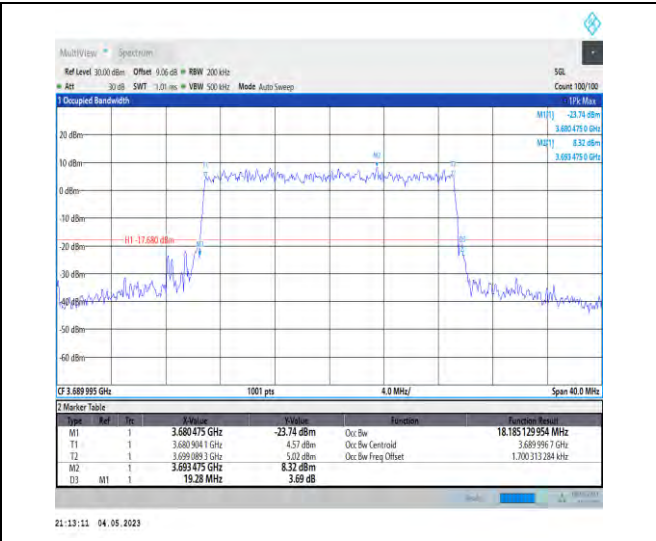 MultiView Spectrum
Ref Level 30.00 dBm Offset 9.06 dB RBW 200 kHz SGL
Att 30 dB SWT 1.01 ms VBW 500 kHz Mode Auto Sweep Count 100/100
1 Occupied Bandwidth 1Pk Max
M1[1] -23.74 dBm
3.680 475 0 GHz
M2[1] 8.32 dBm
3.693 475 0 GHz
20 dBm
10 dBm
0 dBm
-10 dBm
H1 -17.680 dBm
-20 dBm
-30 dBm
-40 dBm
-50 dBm
-60 dBm
CF 3.689 995 GHz 1001 pts 4.0 MHz/ Span 40.0 MHz
2 Marker Table
Type Ref Trc X-Value Y-Value Function Function Result
M1 1 3.680 475 GHz -23.74 dBm Occ Bw 18.185 129 954 MHz
T1 1 3.680 904 1 GHz 4.57 dBm Occ Bw Centroid 3.689 996 7 GHz
T2 1 3.699 089 3 GHz 5.02 dBm Occ Bw Freq Offset 1.700 313 284 kHz
M2 1 3.693 475 GHz 8.32 dBm
D3 M1 1 19.28 MHz 3.69 dB
21:13:11 04.05.2023